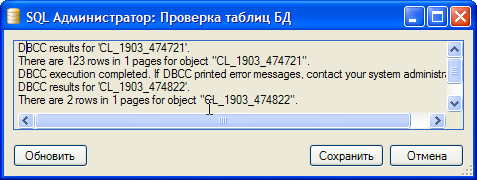 SQL Администратор: Проверка таблиц БД
DBCC results for 'CL_1903_474721'.
There are 123 rows in 1 pages for object "CL_1903_474721".
DBCC execution completed. If DBCC printed error messages, contact your system administra
DBCC results for 'CL_1903_474822'.
There are 2 rows in 1 pages for object "CL_1903_474822".
Обновить Сохранить Отмена